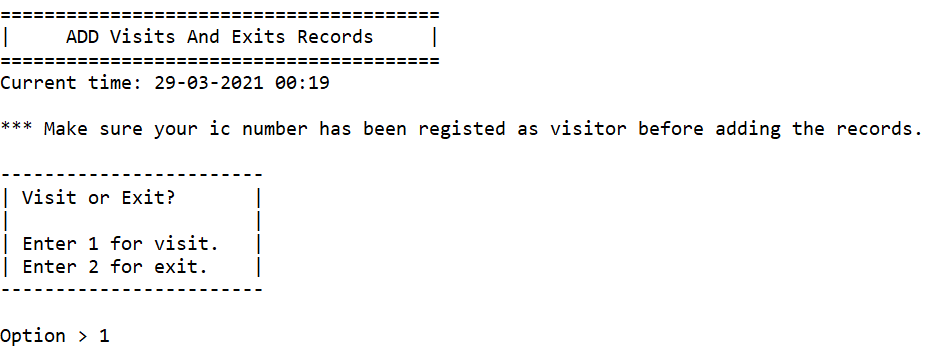 ========================================
|     ADD Visits And Exits Records     |
========================================
Current time: 29-03-2021 00:19
*** Make sure your ic number has been registed as visitor before adding the records.
------------------------
| Visit or Exit?       |
|                      |
| Enter 1 for visit.   |
| Enter 2 for exit.    |
------------------------
Option > 1